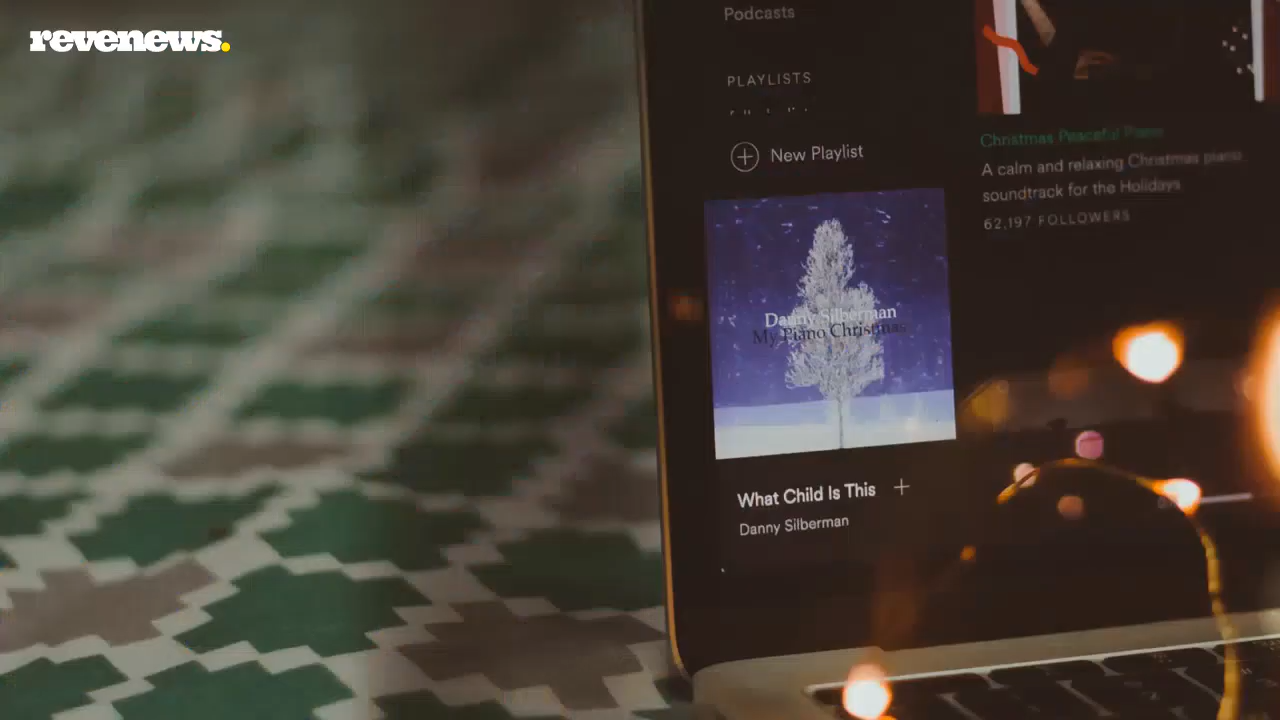 revenews.
Podcasts
PLAYLISTS
New Playlist
Danny Silberman
My Piano Christmas
What Child Is This
Danny Silberman
Christmas Peaceful Piano
A calm and relaxing Christmas piano
soundtrack for the Holidays
62,197 FOLLOWERS